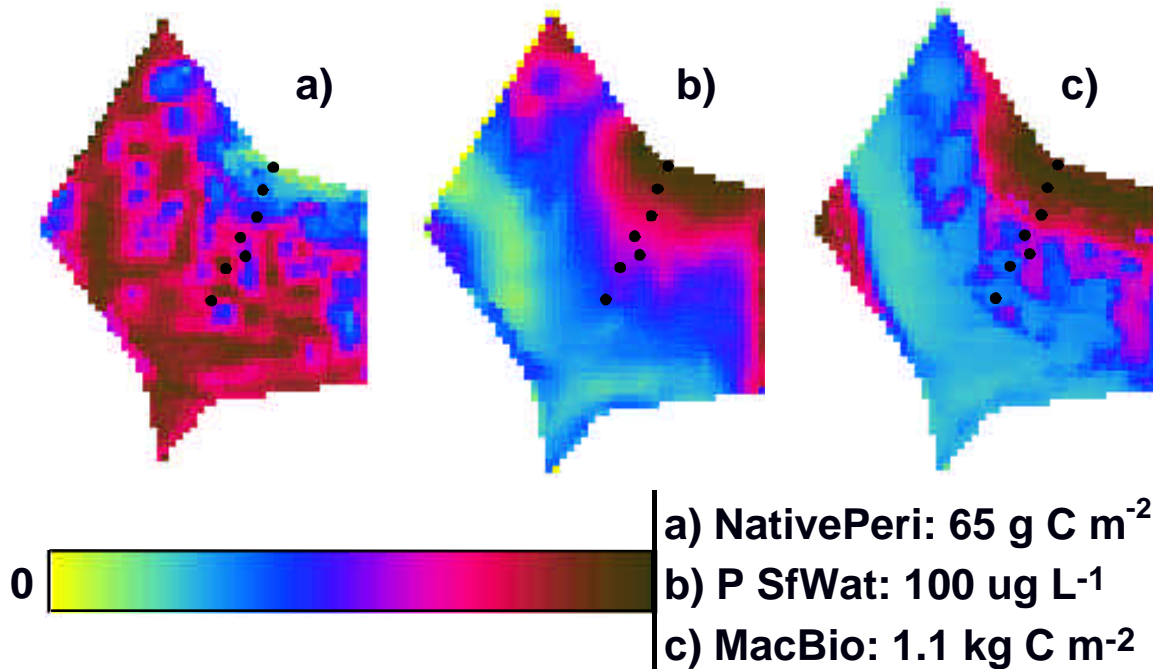 a)
b)
c)
0
a) NativePeri: 65 g C m-2
b) P SfWat: 100 ug L-1
c) MacBio: 1.1 kg C m-2